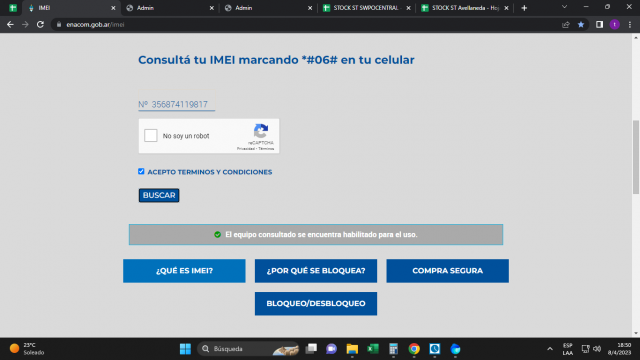 IMEI
Admin
Admin
STOCK ST SWPOCENTRAL -
STOCK ST Avellaneda - Ho
enacom.gob.ar/imei
Consultá tu IMEI marcando *#06# en tu celular
Nº 356874119817
No soy un robot
reCAPTCHA
Privacidad - Términos
ACEPTO TERMINOS Y CONDICIONES
BUSCAR
El equipo consultado se encuentra habilitado para el uso.
¿QUÉ ES IMEI?
¿POR QUÉ SE BLOQUEA?
COMPRA SEGURA
BLOQUEO/DESBLOQUEO
23°C
Soleado
Búsqueda
ESP
LAA
18:50
8/4/2023